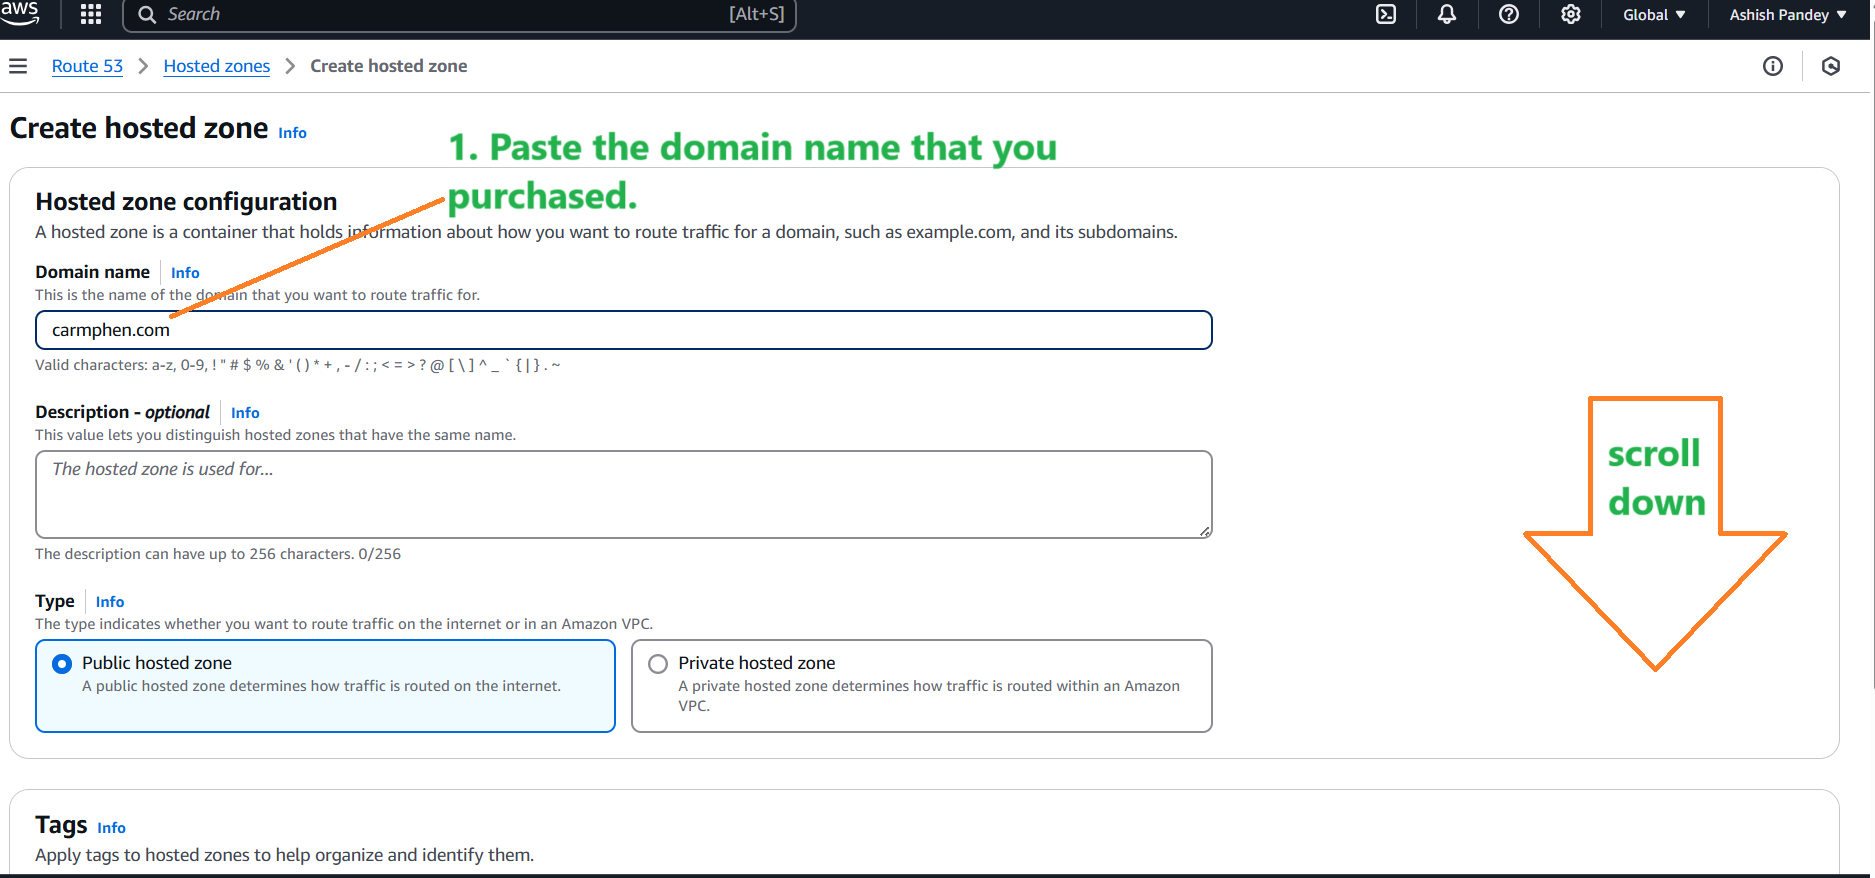 aws
Search [Alt+S] Global Ashish Pandey
Route 53 Hosted zones Create hosted zone
Create hosted zone Info
1. Paste the domain name that you
purchased.
Hosted zone configuration
A hosted zone is a container that holds information about how you want to route traffic for a domain, such as example.com, and its subdomains.
Domain name Info
This is the name of the domain that you want to route traffic for.
carmphen.com
Valid characters: a-z, 0-9, ! " # $ % & ' ( ) * + , - / : ; < = > ? @ [ \ ] ^ _ ` { | } . ~
Description - optional Info
This value lets you distinguish hosted zones that have the same name.
The hosted zone is used for...
The description can have up to 256 characters. 0/256
scroll
down
Type Info
The type indicates whether you want to route traffic on the internet or in an Amazon VPC.
Public hosted zone
A public hosted zone determines how traffic is routed on the internet.
Private hosted zone
A private hosted zone determines how traffic is routed within an Amazon
VPC.
Tags Info
Apply tags to hosted zones to help organize and identify them.